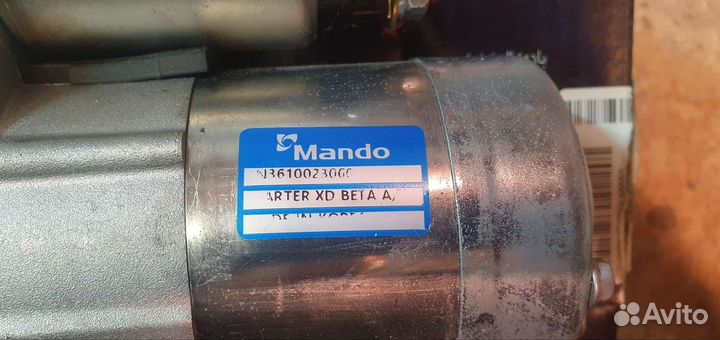 Mando
N3610023060
ARTER XD BETA A/
Avito